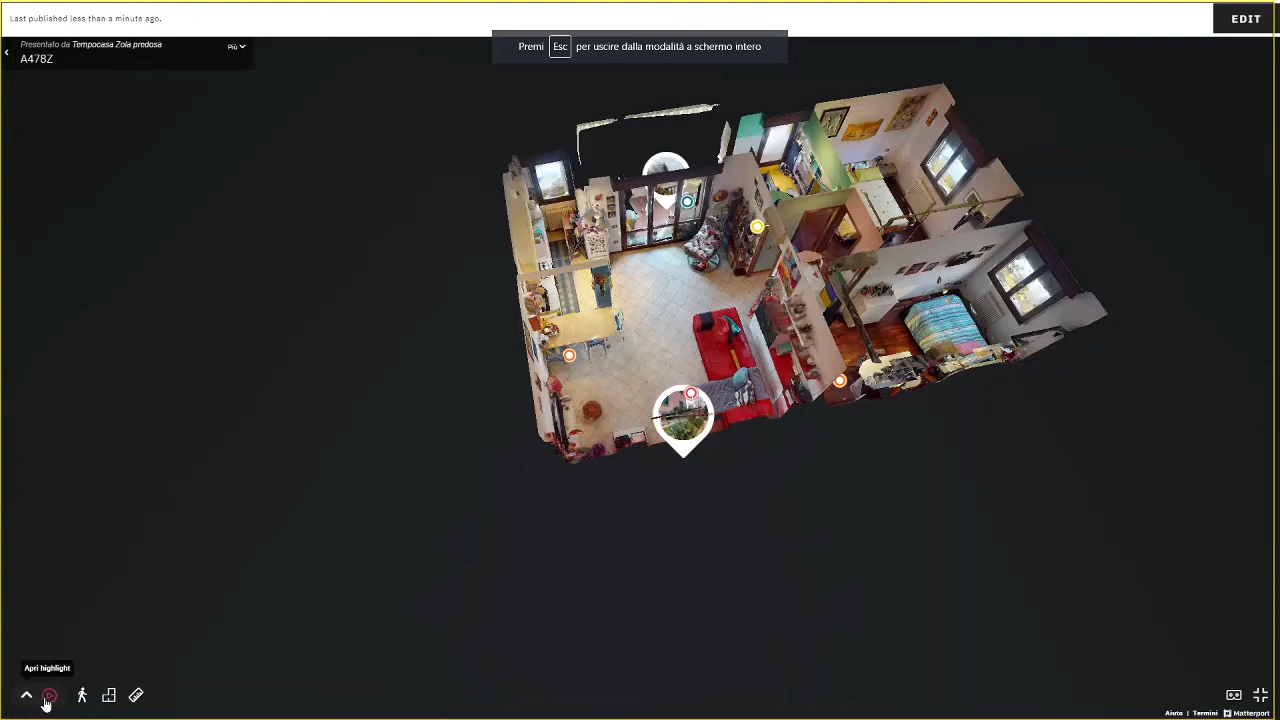 Last published less than a minute ago.
EDIT
Presentato da Tempocasa Zola predosa
Più
A478Z
Premi Esc per uscire dalla modalità a schermo intero
Apri highlight
Aiuto | Termini Matterport